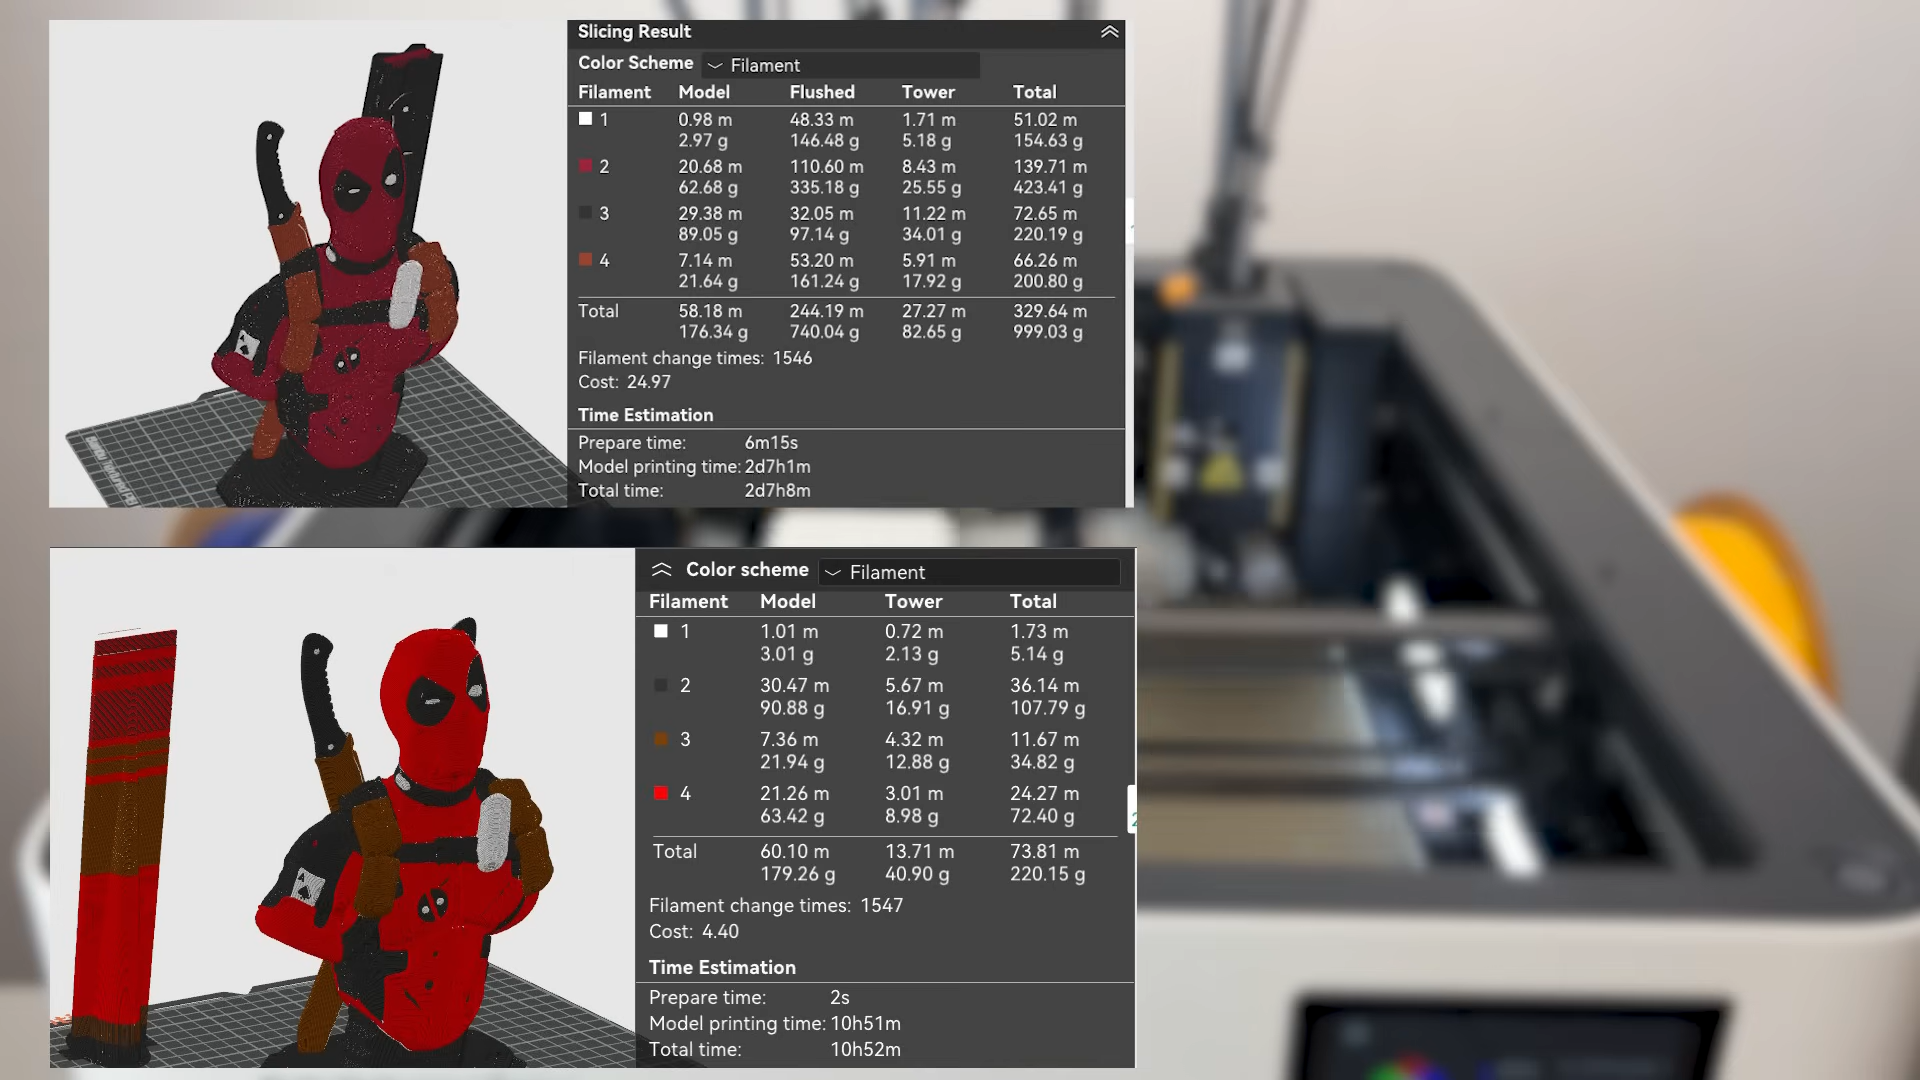 Slicing Result
Color Scheme Filament
Filament Model Flushed Tower Total
1 0.98 m 48.33 m 1.71 m 51.02 m
2.97 g 146.48 g 5.18 g 154.63 g
2 20.68 m 110.60 m 8.43 m 139.71 m
62.68 g 335.18 g 25.55 g 423.41 g
3 29.38 m 32.05 m 11.22 m 72.65 m
89.05 g 97.14 g 34.01 g 220.19 g
4 7.14 m 53.20 m 5.91 m 66.26 m
21.64 g 161.24 g 17.92 g 200.80 g
Total 58.18 m 244.19 m 27.27 m 329.64 m
176.34 g 740.04 g 82.65 g 999.03 g
Filament change times: 1546
Cost: 24.97
Time Estimation
Prepare time: 6m15s
Model printing time: 2d7h1m
Total time: 2d7h8m
Color scheme Filament
Filament Model Tower Total
1 1.01 m 0.72 m 1.73 m
3.01 g 2.13 g 5.14 g
2 30.47 m 5.67 m 36.14 m
90.88 g 16.91 g 107.79 g
3 7.36 m 4.32 m 11.67 m
21.94 g 12.88 g 34.82 g
4 21.26 m 3.01 m 24.27 m
63.42 g 8.98 g 72.40 g
Total 60.10 m 13.71 m 73.81 m
179.26 g 40.90 g 220.15 g
Filament change times: 1547
Cost: 4.40
Time Estimation
Prepare time: 2s
Model printing time: 10h51m
Total time: 10h52m